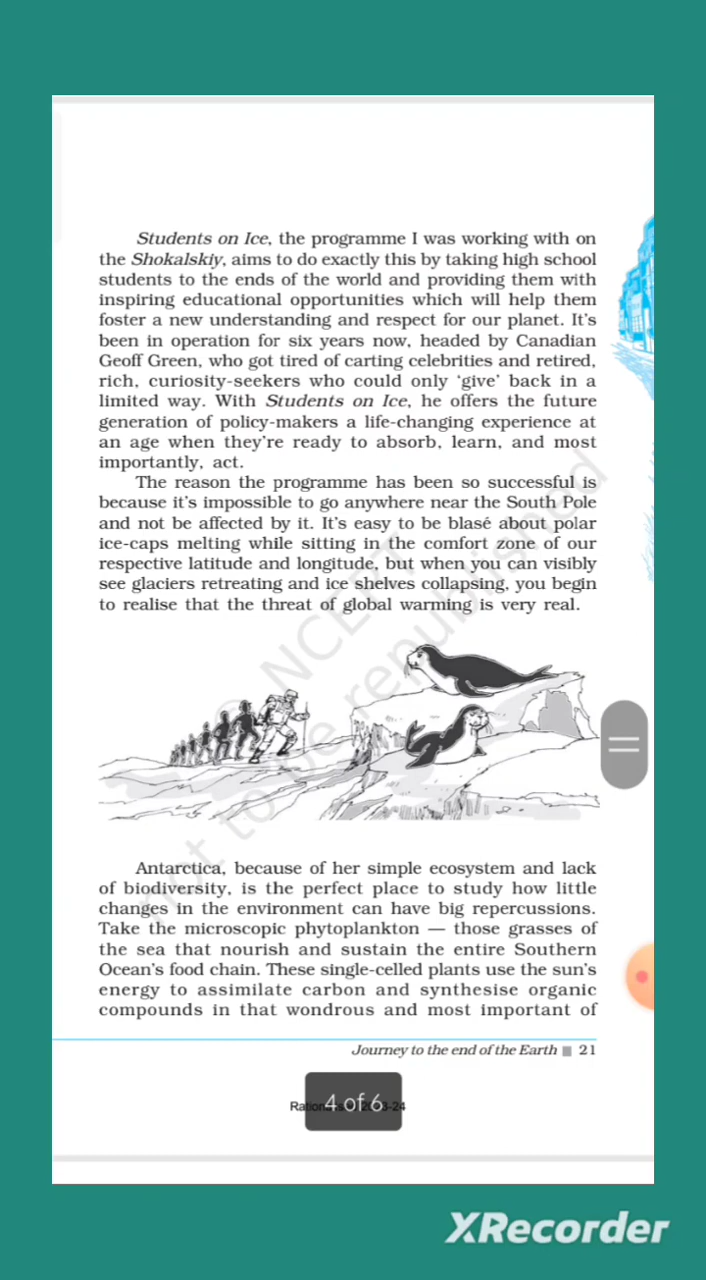 Students on Ice, the programme I was working with on
the Shokalskiy, aims to do exactly this by taking high school
students to the ends of the world and providing them with
inspiring educational opportunities which will help them
foster a new understanding and respect for our planet. It's
been in operation for six years now, headed by Canadian
Geoff Green, who got tired of carting celebrities and retired,
rich, curiosity-seekers who could only 'give' back in a
limited way. With Students on Ice, he offers the future
generation of policy-makers a life-changing experience at
an age when they're ready to absorb, learn, and most
importantly, act.
The reason the programme has been so successful is
because it's impossible to go anywhere near the South Pole
and not be affected by it. It's easy to be blasé about polar
ice-caps melting while sitting in the comfort zone of our
respective latitude and longitude, but when you can visibly
see glaciers retreating and ice shelves collapsing, you begin
to realise that the threat of global warming is very real.
© NCERT
not to be republished
Antarctica, because of her simple ecosystem and lack
of biodiversity, is the perfect place to study how little
changes in the environment can have big repercussions.
Take the microscopic phytoplankton — those grasses of
the sea that nourish and sustain the entire Southern
Ocean's food chain. These single-celled plants use the sun's
energy to assimilate carbon and synthesise organic
compounds in that wondrous and most important of
Journey to the end of the Earth ■ 21
4 of 6
XRecorder